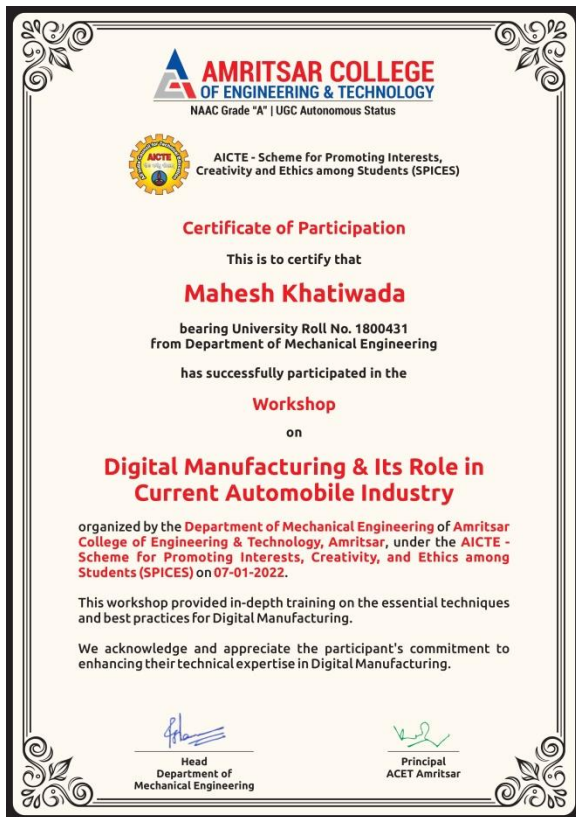 AMRITSAR COLLEGE
OF ENGINEERING & TECHNOLOGY
NAAC Grade "A" | UGC Autonomous Status
AICTE
AICTE - Scheme for Promoting Interests,
Creativity and Ethics among Students (SPICES)
Certificate of Participation
This is to certify that
Mahesh Khatiwada
bearing University Roll No. 1800431
from Department of Mechanical Engineering
has successfully participated in the
Workshop
on
Digital Manufacturing & Its Role in
Current Automobile Industry
organized by the Department of Mechanical Engineering of Amritsar
College of Engineering & Technology, Amritsar, under the AICTE -
Scheme for Promoting Interests, Creativity, and Ethics among
Students (SPICES) on 07-01-2022.
This workshop provided in-depth training on the essential techniques
and best practices for Digital Manufacturing.
We acknowledge and appreciate the participant's commitment to
enhancing their technical expertise in Digital Manufacturing.
Head
Department of
Mechanical Engineering
Principal
ACET Amritsar